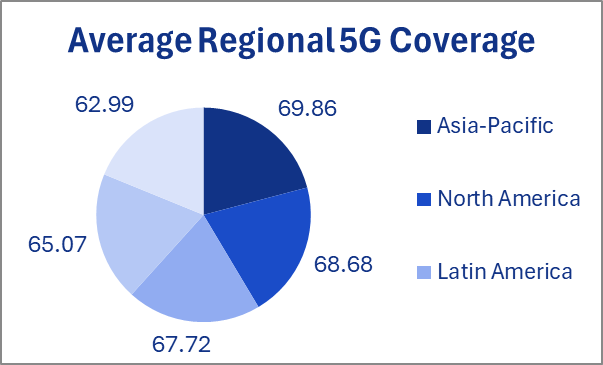 Average Regional 5G Coverage
62.99
69.86
Asia-Pacific
North America
65.07
68.68
Latin America
67.72